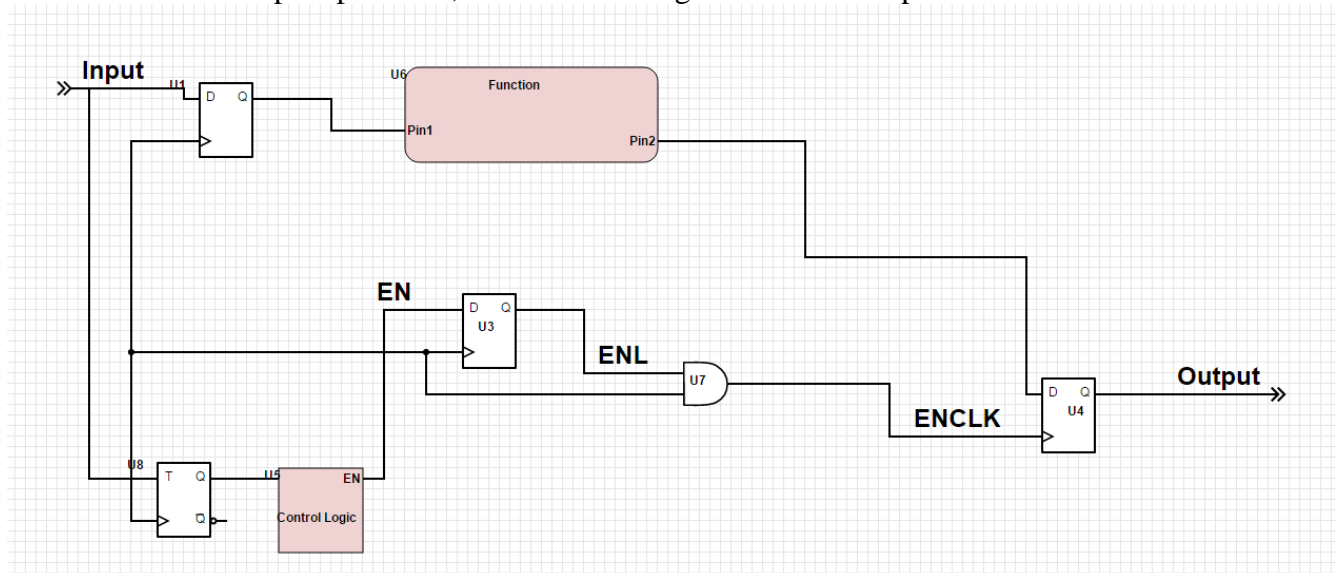 Input
U1
D Q
U6
Function
Pin1
Pin2
EN
D Q
U3
ENL
U7
ENCLK
D Q
U4
Output
U8
T Q
Q
U5
EN
Control Logic